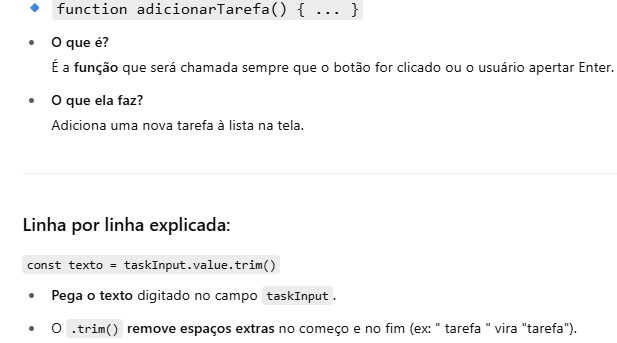 function adicionarTarefa() { ... }
O que é?
É a função que será chamada sempre que o botão for clicado ou o usuário apertar Enter.
O que ela faz?
Adiciona uma nova tarefa à lista na tela.
Linha por linha explicada:
const texto = taskInput.value.trim()
Pega o texto digitado no campo taskInput.
O .trim() remove espaços extras no começo e no fim (ex: " tarefa " vira "tarefa").